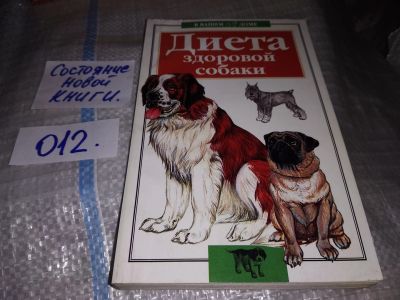 В ВАШЕМ ДОМЕ
Диета
здоровой
собаки
Состояние
новой
книги.
012.